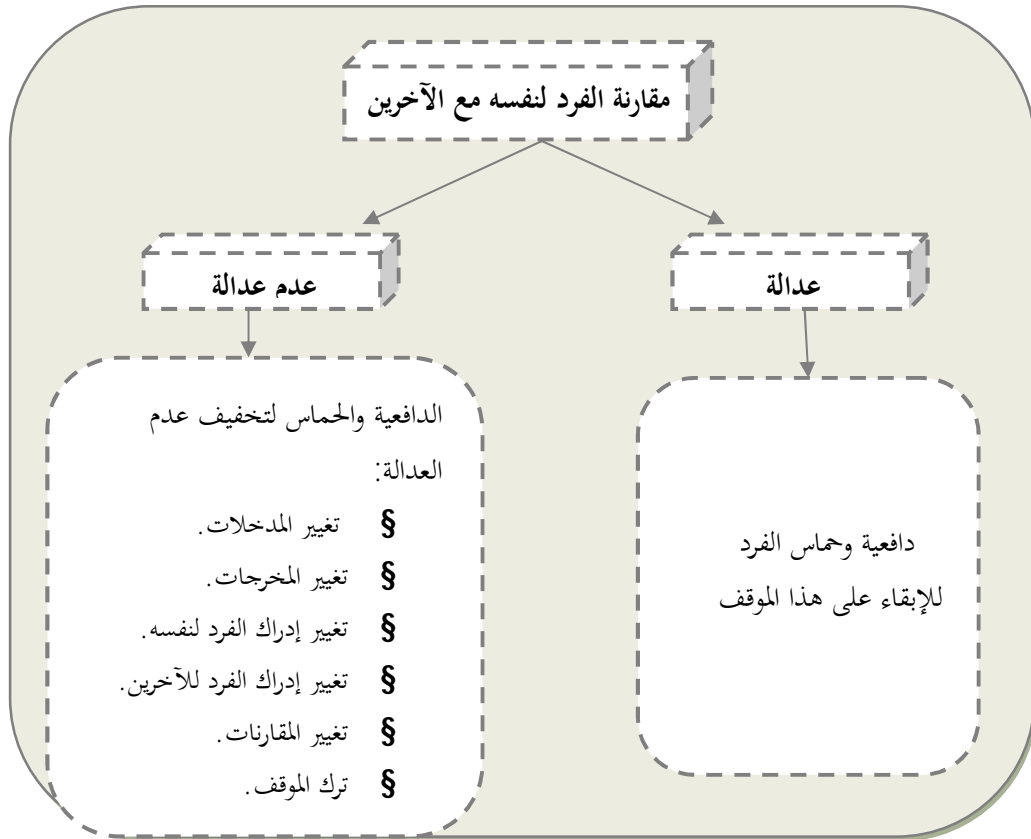 مقارنة الفرد لنفسه مع الآخرين
عدالة
عدم عدالة
دافعية وحماس الفرد
للإبقاء على هذا الموقف
الدافعية والحماس لتخفيف عدم
العدالة:
§ تغيير المدخلات.
§ تغيير المخرجات.
§ تغيير إدراك الفرد لنفسه.
§ تغيير إدراك الفرد للآخرين.
§ تغيير المقارنات.
§ ترك الموقف.